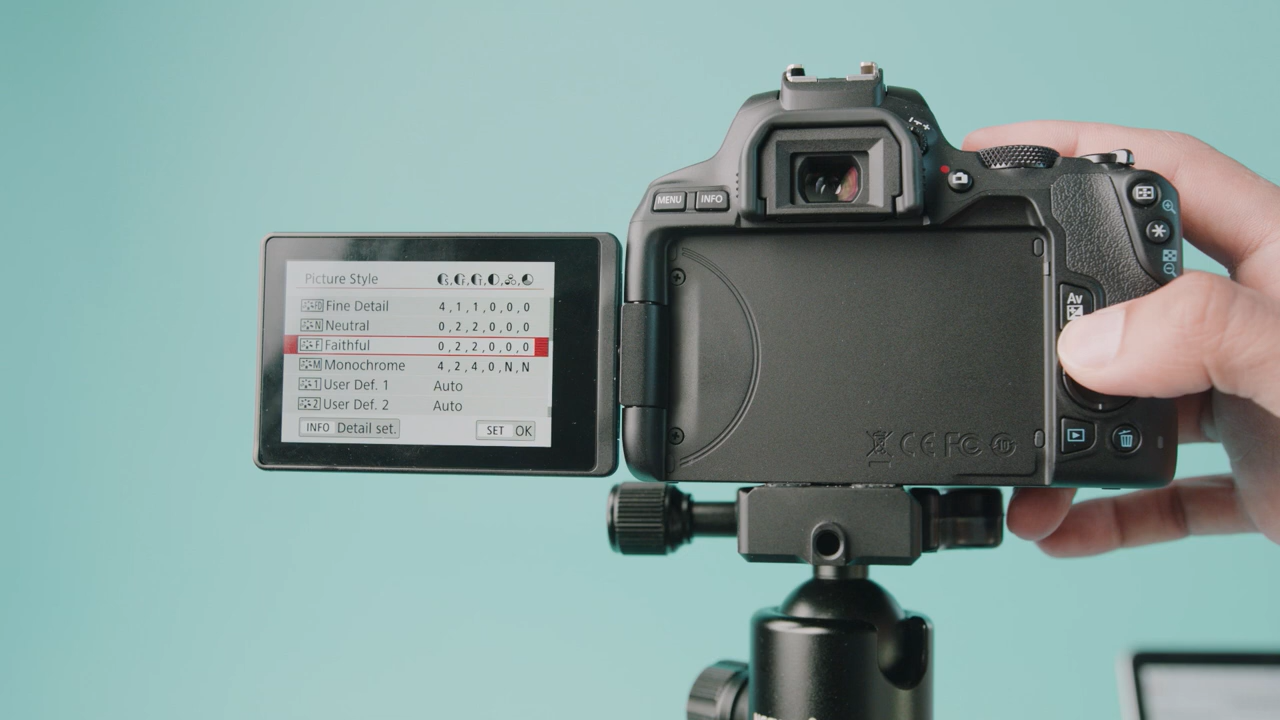 MENU INFO
Picture Style
Fine Detail 4,1,1,0,0,0
Neutral 0,2,2,0,0,0
Faithful 0,2,2,0,0,0
Monochrome 4,2,4,0,N,N
User Def. 1 Auto
User Def. 2 Auto
INFO Detail set. SET OK
Av
CE FC